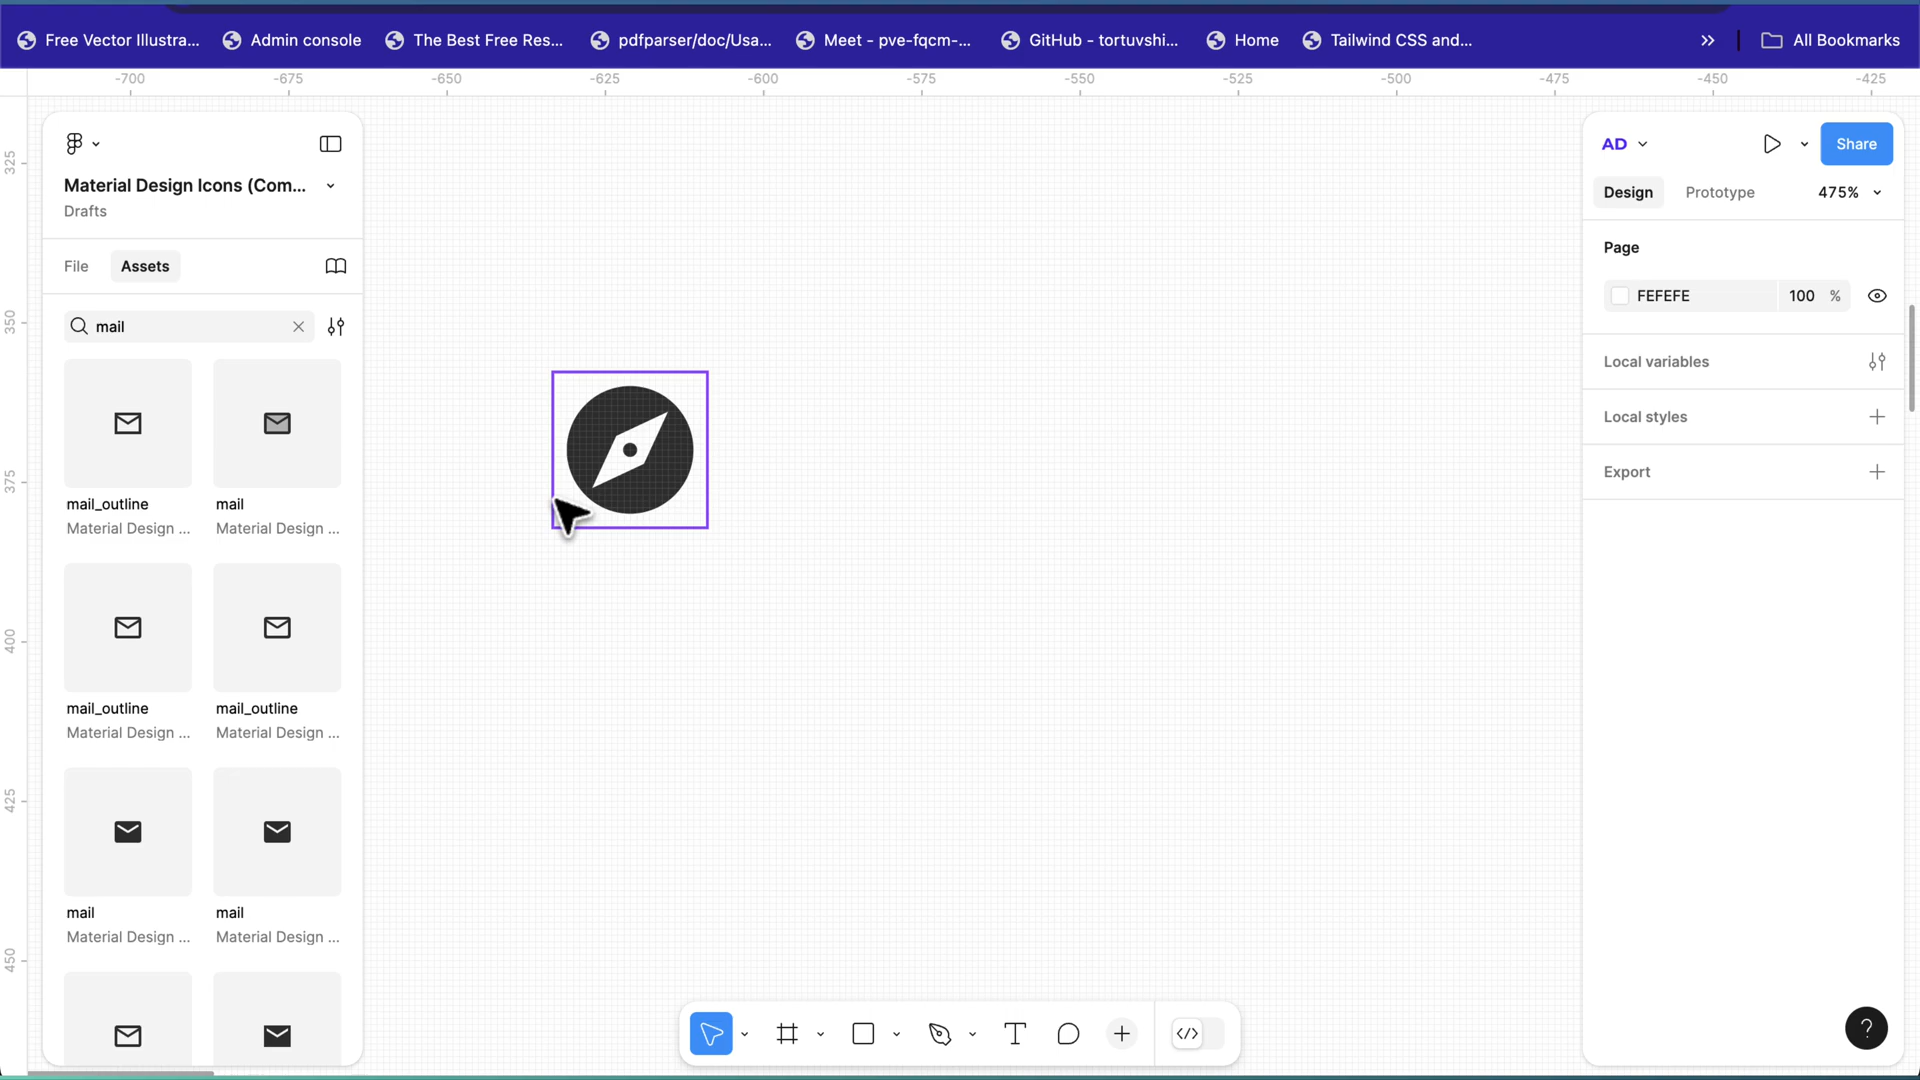 Free Vector Illustra... Admin console The Best Free Res... pdfparser/doc/Usa... Meet - pve-fqcm-... GitHub - tortuvshi... Home Tailwind CSS and... All Bookmarks
-700 -675 -650 -625 -600 -575 -550 -525 -500 -475 -450 -425
325
350
375
400
425
450
Material Design Icons (Com...
Drafts
File Assets
mail
mail_outline mail
Material Design ... Material Design ...
mail_outline mail_outline
Material Design ... Material Design ...
mail mail
Material Design ... Material Design ...
AD Share
Design Prototype 475%
Page
FEFEFE 100 %
Local variables
Local styles
Export
T
?